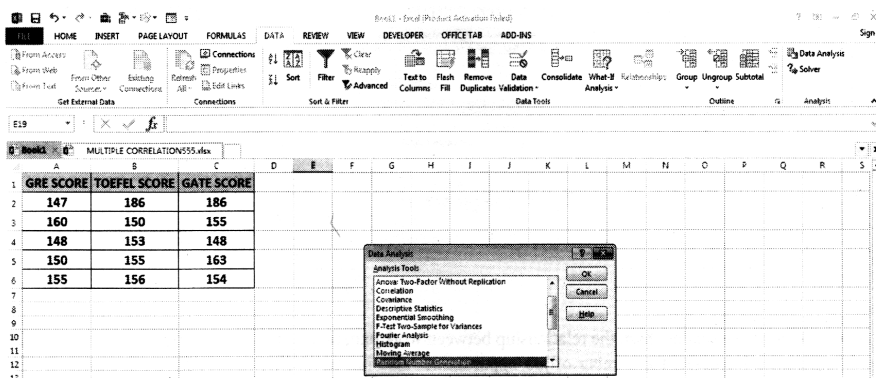 Book1 - Excel (Product Activation Failed)
FILE HOME INSERT PAGE LAYOUT FORMULAS DATA REVIEW VIEW DEVELOPER OFFICE TAB ADD-INS Sign
From Access
From Web
From Text
From Other Sources
Existing Connections
Get External Data
Refresh All
Connections
Properties
Edit Links
Connections
Sort
Filter
Clear
Reapply
Advanced
Sort & Filter
Text to Columns
Flash Fill
Remove Duplicates
Data Validation
Consolidate
What-If Analysis
Relationships
Data Tools
Group
Ungroup
Subtotal
Outline
Data Analysis
Solver
Analysis
E19 fx
Book1 MULTIPLE CORRELATION555.xlsx
A B C D E F G H I J K L M N O P Q R S
1 GRE SCORE TOEFEL SCORE GATE SCORE
2 147 186 186
3 160 150 155
4 148 153 148
5 150 155 163
6 155 156 154
7
8
9
10
11
12
Data Analysis
Analysis Tools
Anova: Two-Factor Without Replication
Correlation
Covariance
Descriptive Statistics
Exponential Smoothing
F-Test Two-Sample for Variances
Fourier Analysis
Histogram
Moving Average
Random Number Generation
OK
Cancel
Help